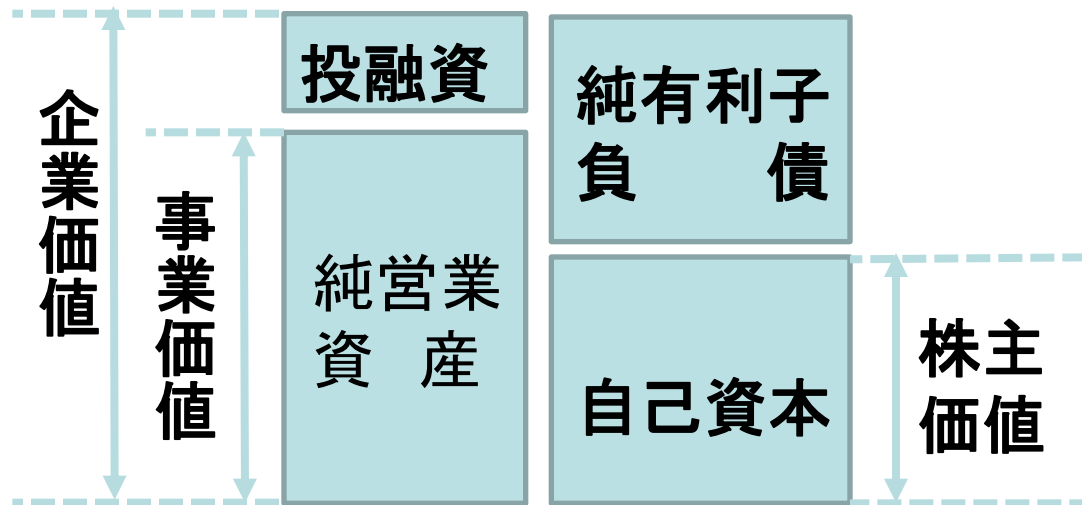 企業価値
事業価値
投融資
純営業
資　産
純有利子
負　　債
自己資本
株主
価値